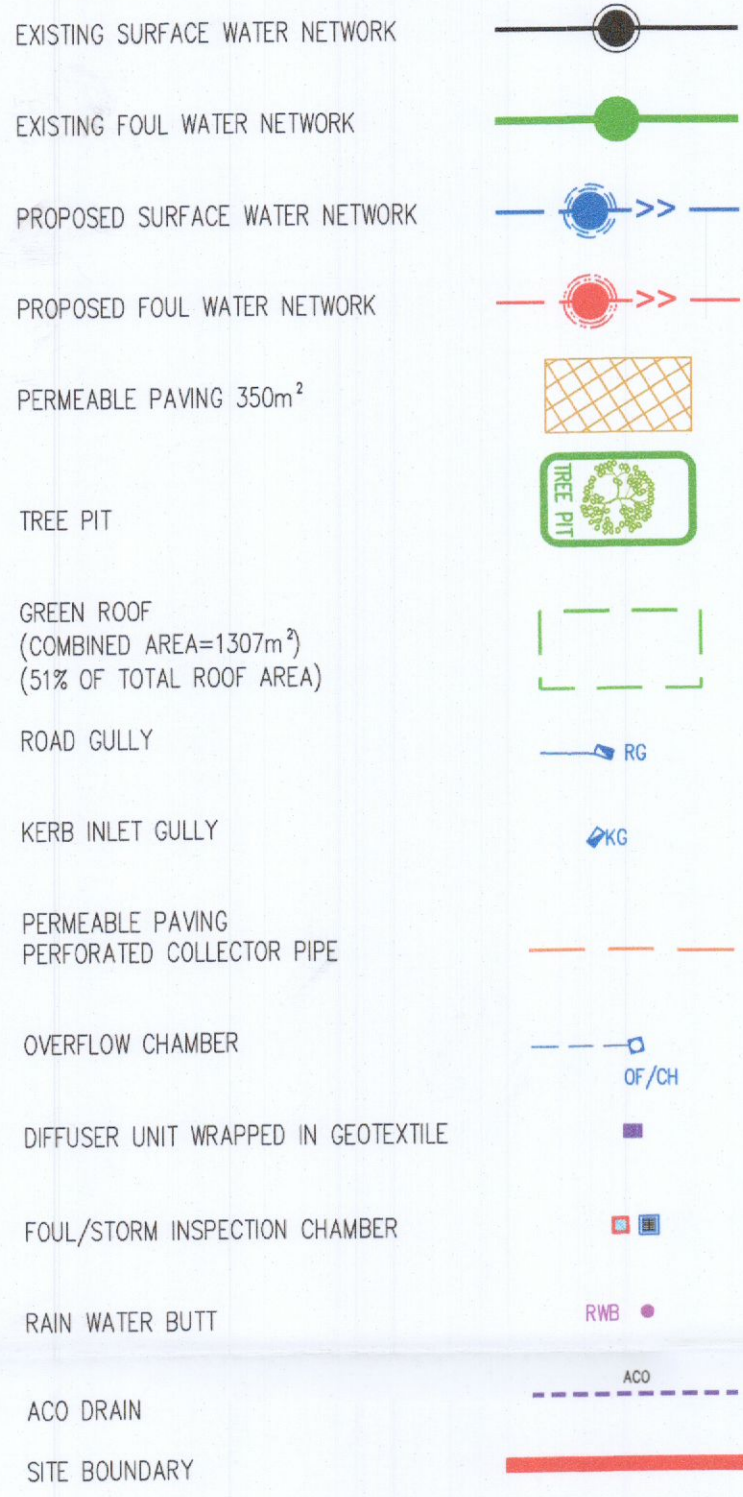 EXISTING SURFACE WATER NETWORK
EXISTING FOUL WATER NETWORK
PROPOSED SURFACE WATER NETWORK
>>
PROPOSED FOUL WATER NETWORK
>>
PERMEABLE PAVING 350m²
TREE PIT
TREE PIT
GREEN ROOF
(COMBINED AREA=1307m²)
(51% OF TOTAL ROOF AREA)
ROAD GULLY
RG
KERB INLET GULLY
KG
PERMEABLE PAVING
PERFORATED COLLECTOR PIPE
OVERFLOW CHAMBER
OF/CH
DIFFUSER UNIT WRAPPED IN GEOTEXTILE
FOUL/STORM INSPECTION CHAMBER
RAIN WATER BUTT
RWB
ACO DRAIN
ACO
SITE BOUNDARY